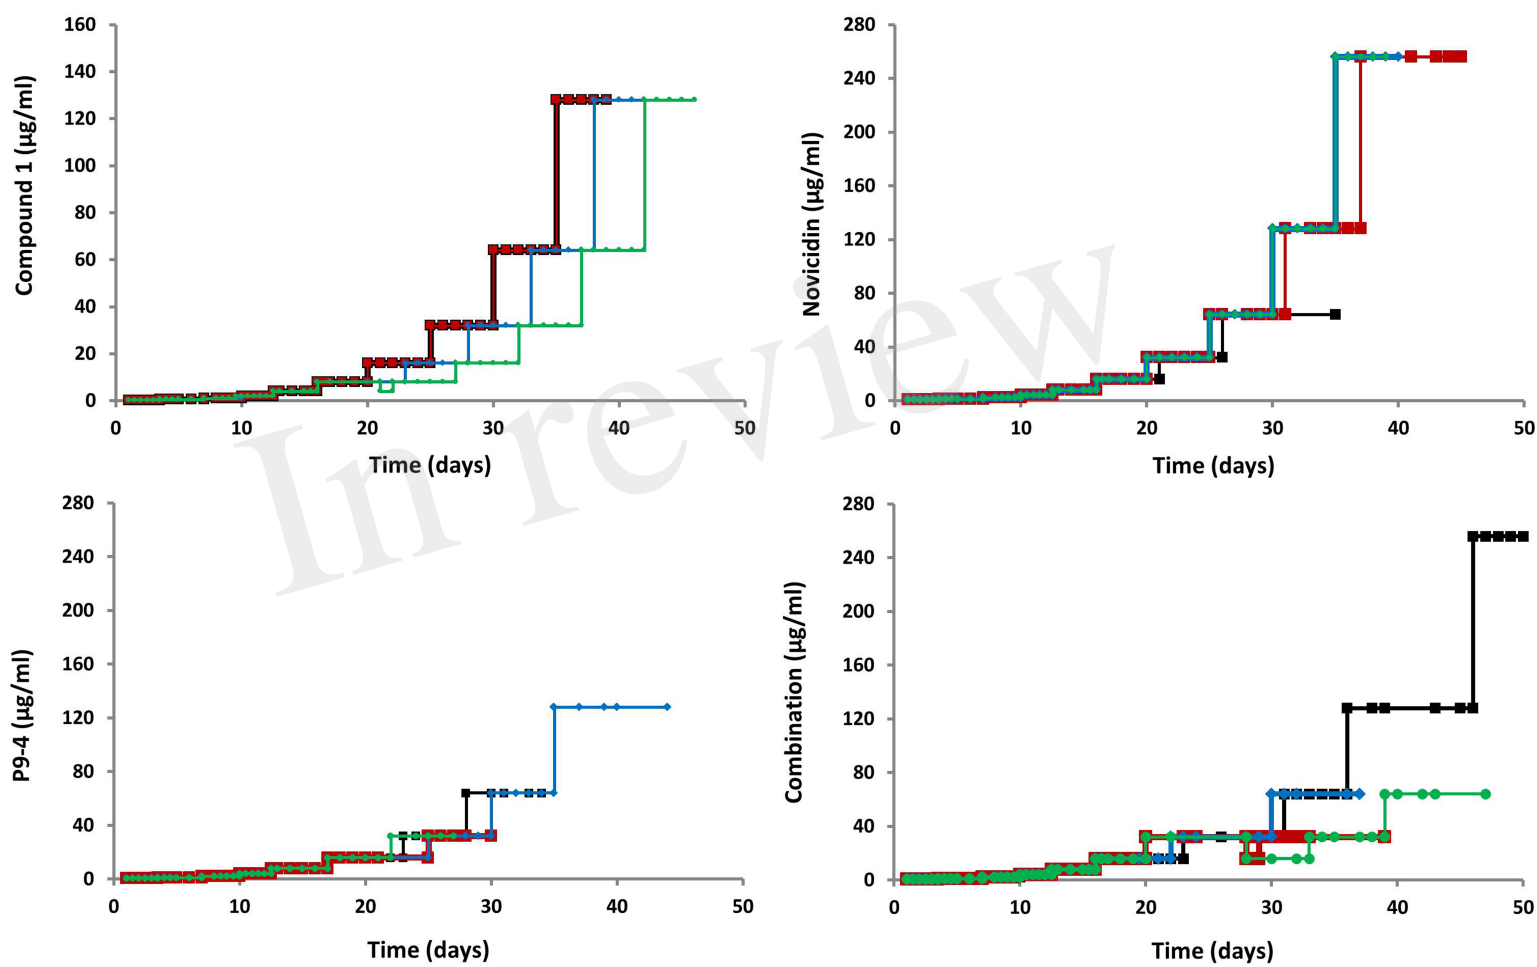 Compound 1 (µg/ml)
160
140
120
100
80
60
40
20
0
0 10 20 30 40 50
Time (days)
Novicidin (µg/ml)
280
240
200
160
120
80
40
0
0 10 20 30 40 50
Time (days)
In review
P9-4 (µg/ml)
280
240
200
160
120
80
40
0
0 10 20 30 40 50
Time (days)
Combination (µg/ml)
280
240
200
160
120
80
40
0
0 10 20 30 40 50
Time (days)